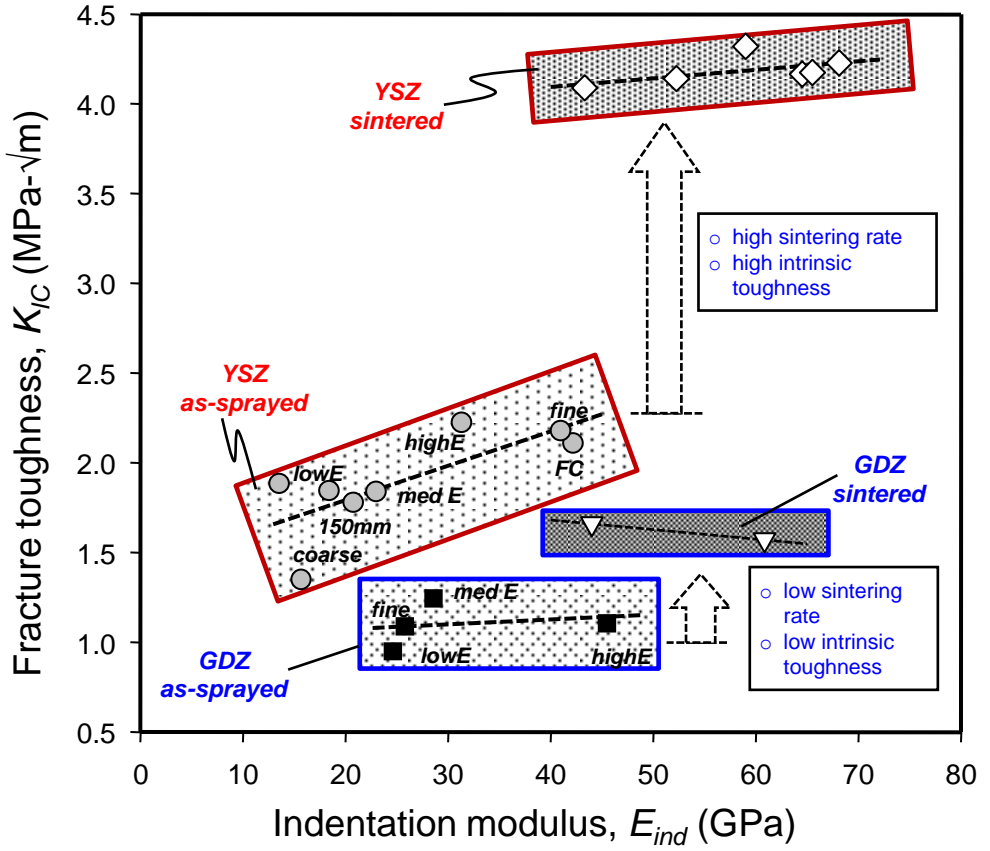 Fracture toughness, K_IC (MPa-√m)
4.5
4.0
3.5
3.0
2.5
2.0
1.5
1.0
0.5
YSZ
sintered
○ high sintering rate
○ high intrinsic
toughness
YSZ
as-sprayed
lowE
highE
fine
med E
FC
150mm
coarse
GDZ
sintered
fine
med E
lowE
highE
GDZ
as-sprayed
○ low sintering
rate
○ low intrinsic
toughness
0 10 20 30 40 50 60 70 80
Indentation modulus, E_ind (GPa)